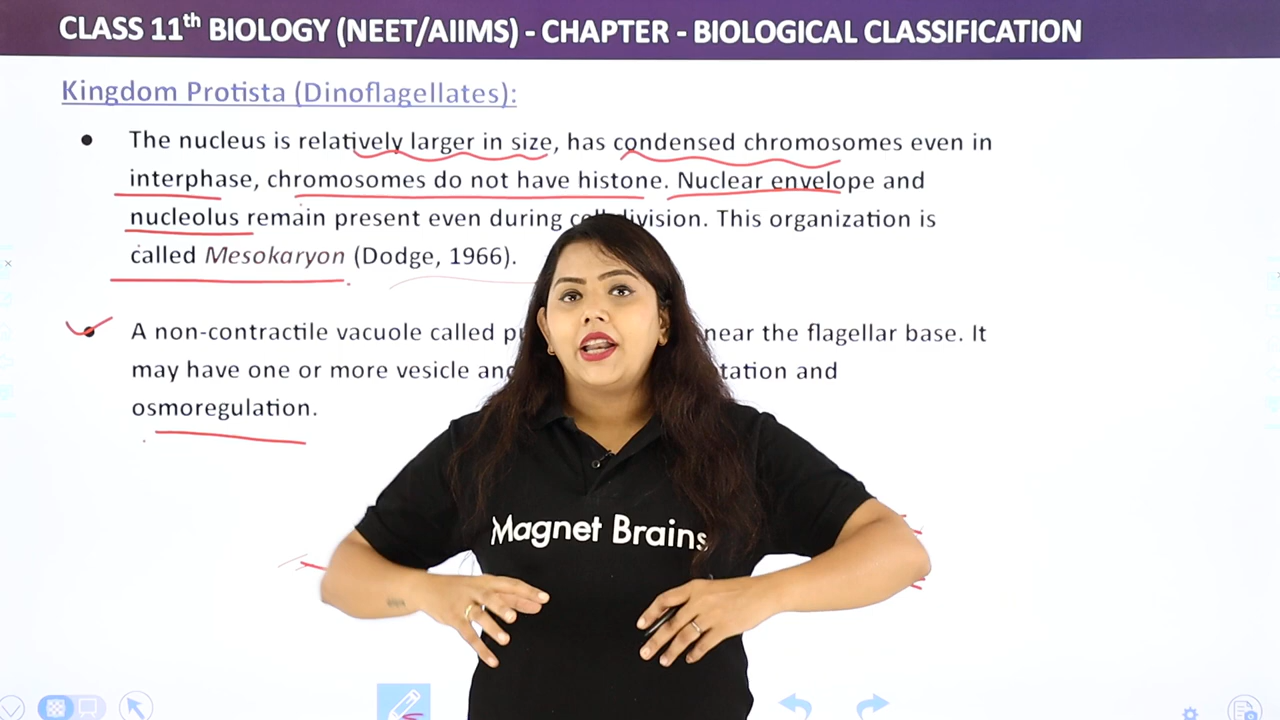 CLASS 11th BIOLOGY (NEET/AIIMS) - CHAPTER - BIOLOGICAL CLASSIFICATION
Kingdom Protista (Dinoflagellates):
● The nucleus is relatively larger in size, has condensed chromosomes even in
interphase, chromosomes do not have histone. Nuclear envelope and
nucleolus remain present even during cell division. This organization is
called Mesokaryon (Dodge, 1966).
● A non-contractile vacuole called near the flagellar base. It
may have one or more vesicle and
osmoregulation.
Magnet Brains